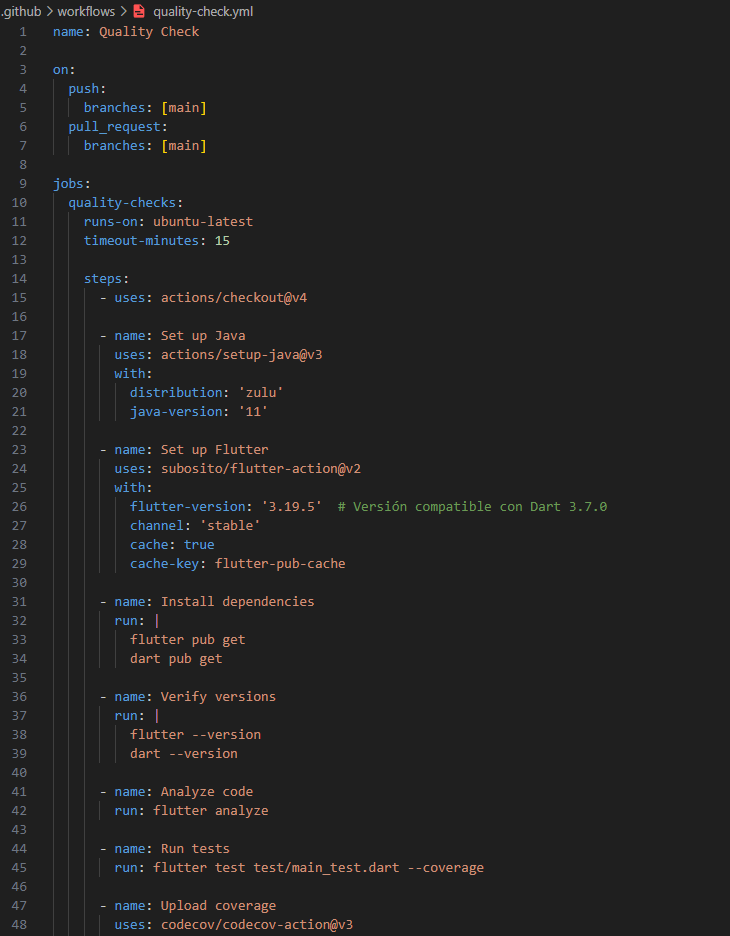 .github > workflows > quality-check.yml
1 name: Quality Check
2
3 on:
4   push:
5     branches: [main]
6   pull_request:
7     branches: [main]
8
9 jobs:
10   quality-checks:
11     runs-on: ubuntu-latest
12     timeout-minutes: 15
13
14     steps:
15       - uses: actions/checkout@v4
16
17       - name: Set up Java
18         uses: actions/setup-java@v3
19         with:
20           distribution: 'zulu'
21           java-version: '11'
22
23       - name: Set up Flutter
24         uses: subosito/flutter-action@v2
25         with:
26           flutter-version: '3.19.5'  # Versión compatible con Dart 3.7.0
27           channel: 'stable'
28           cache: true
29           cache-key: flutter-pub-cache
30
31       - name: Install dependencies
32         run: |
33           flutter pub get
34           dart pub get
35
36       - name: Verify versions
37         run: |
38           flutter --version
39           dart --version
40
41       - name: Analyze code
42         run: flutter analyze
43
44       - name: Run tests
45         run: flutter test test/main_test.dart --coverage
46
47       - name: Upload coverage
48         uses: codecov/codecov-action@v3